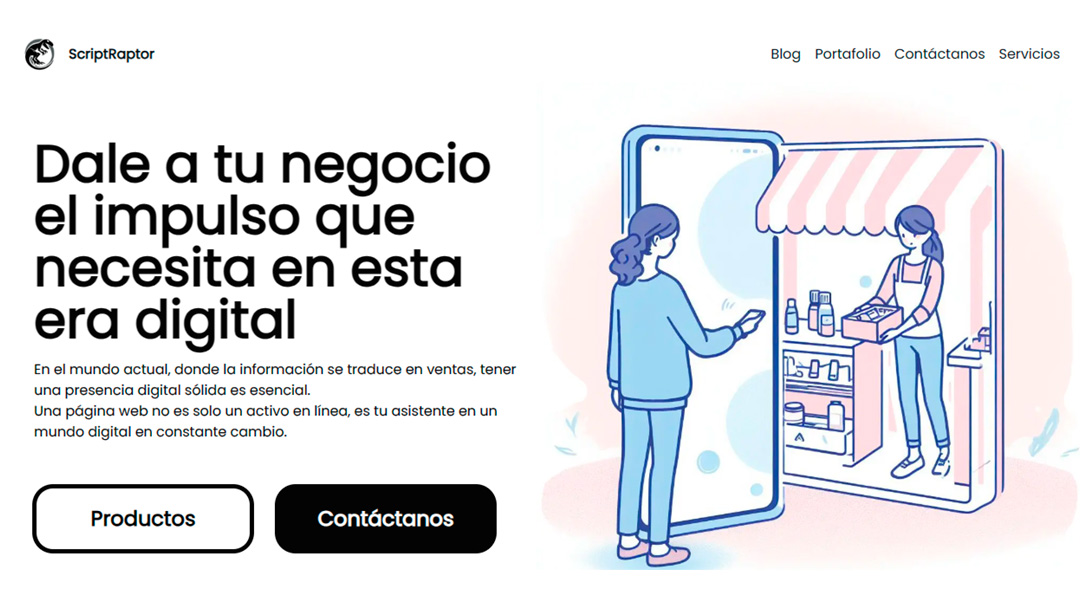 ScriptRaptor
Blog Portafolio Contáctanos Servicios
Dale a tu negocio
el impulso que
necesita en esta
era digital
En el mundo actual, donde la información se traduce en ventas, tener
una presencia digital sólida es esencial.
Una página web no es solo un activo en línea, es tu asistente en un
mundo digital en constante cambio.
Productos
Contáctanos